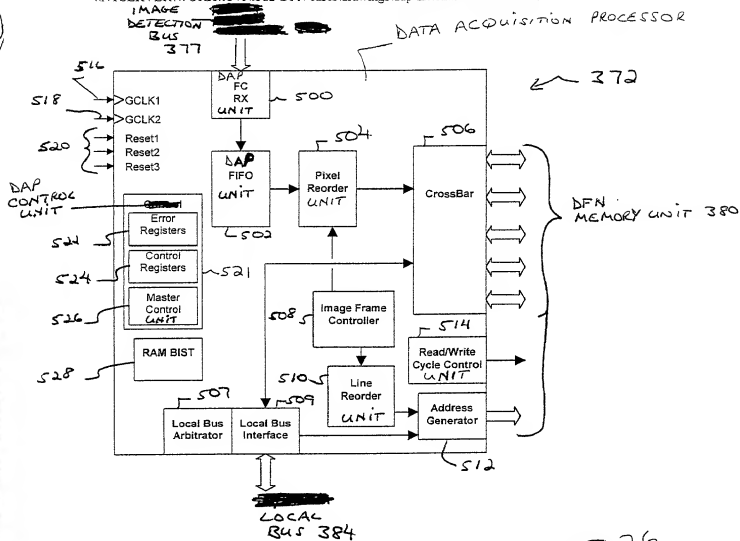 IMAGE
DETECTION
BUS
377
DATA ACQUISITION PROCESSOR
372
516
GCLK1
518
GCLK2
520
Reset1
Reset2
Reset3
DAP
FC
RX
UNIT
500
DAP
FIFO
UNIT
502
504
Pixel
Reorder
UNIT
506
CrossBar
DFN
MEMORY UNIT 380
DAP
CONTROL
UNIT
522
Error
Registers
524
Control
Registers
521
526
Master
Control
UNIT
528
RAM BIST
508
Image Frame
Controller
514
Read/Write
Cycle Control
UNIT
510
Line
Reorder
UNIT
Address
Generator
512
507
Local Bus
Arbitrator
509
Local Bus
Interface
LOCAL
BUS 384